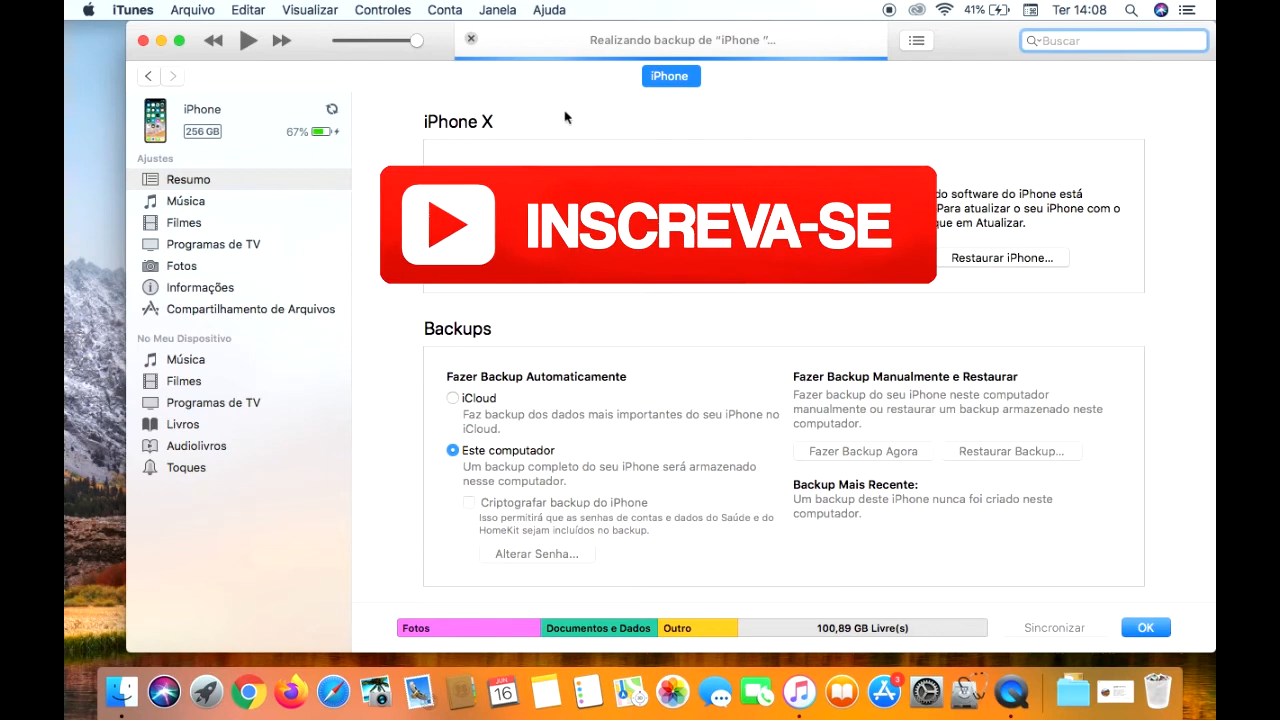 iTunes Arquivo Editar Visualizar Controles Conta Janela Ajuda
41% Ter 14:08
Realizando backup de "iPhone "...
Buscar
iPhone
iPhone
256 GB 67%
Ajustes
Resumo
Música
Filmes
Programas de TV
Fotos
Informações
Compartilhamento de Arquivos
No Meu Dispositivo
Música
Filmes
Programas de TV
Livros
Audiolivros
Toques
iPhone X
do software do iPhone está
Para atualizar o seu iPhone com o
que em Atualizar.
Restaurar iPhone...
INSCREVA-SE
Backups
Fazer Backup Automaticamente
iCloud
Faz backup dos dados mais importantes do seu iPhone no
iCloud.
Este computador
Um backup completo do seu iPhone será armazenado
nesse computador.
Criptografar backup do iPhone
Isso permitirá que as senhas de contas e dados do Saúde e do
HomeKit sejam incluídos no backup.
Alterar Senha...
Fazer Backup Manualmente e Restaurar
Fazer backup do seu iPhone neste computador
manualmente ou restaurar um backup armazenado neste
computador.
Fazer Backup Agora Restaurar Backup...
Backup Mais Recente:
Um backup deste iPhone nunca foi criado neste
computador.
Fotos Documentos e Dados Outro 100,89 GB Livre(s)
Sincronizar OK
JUN
16
3